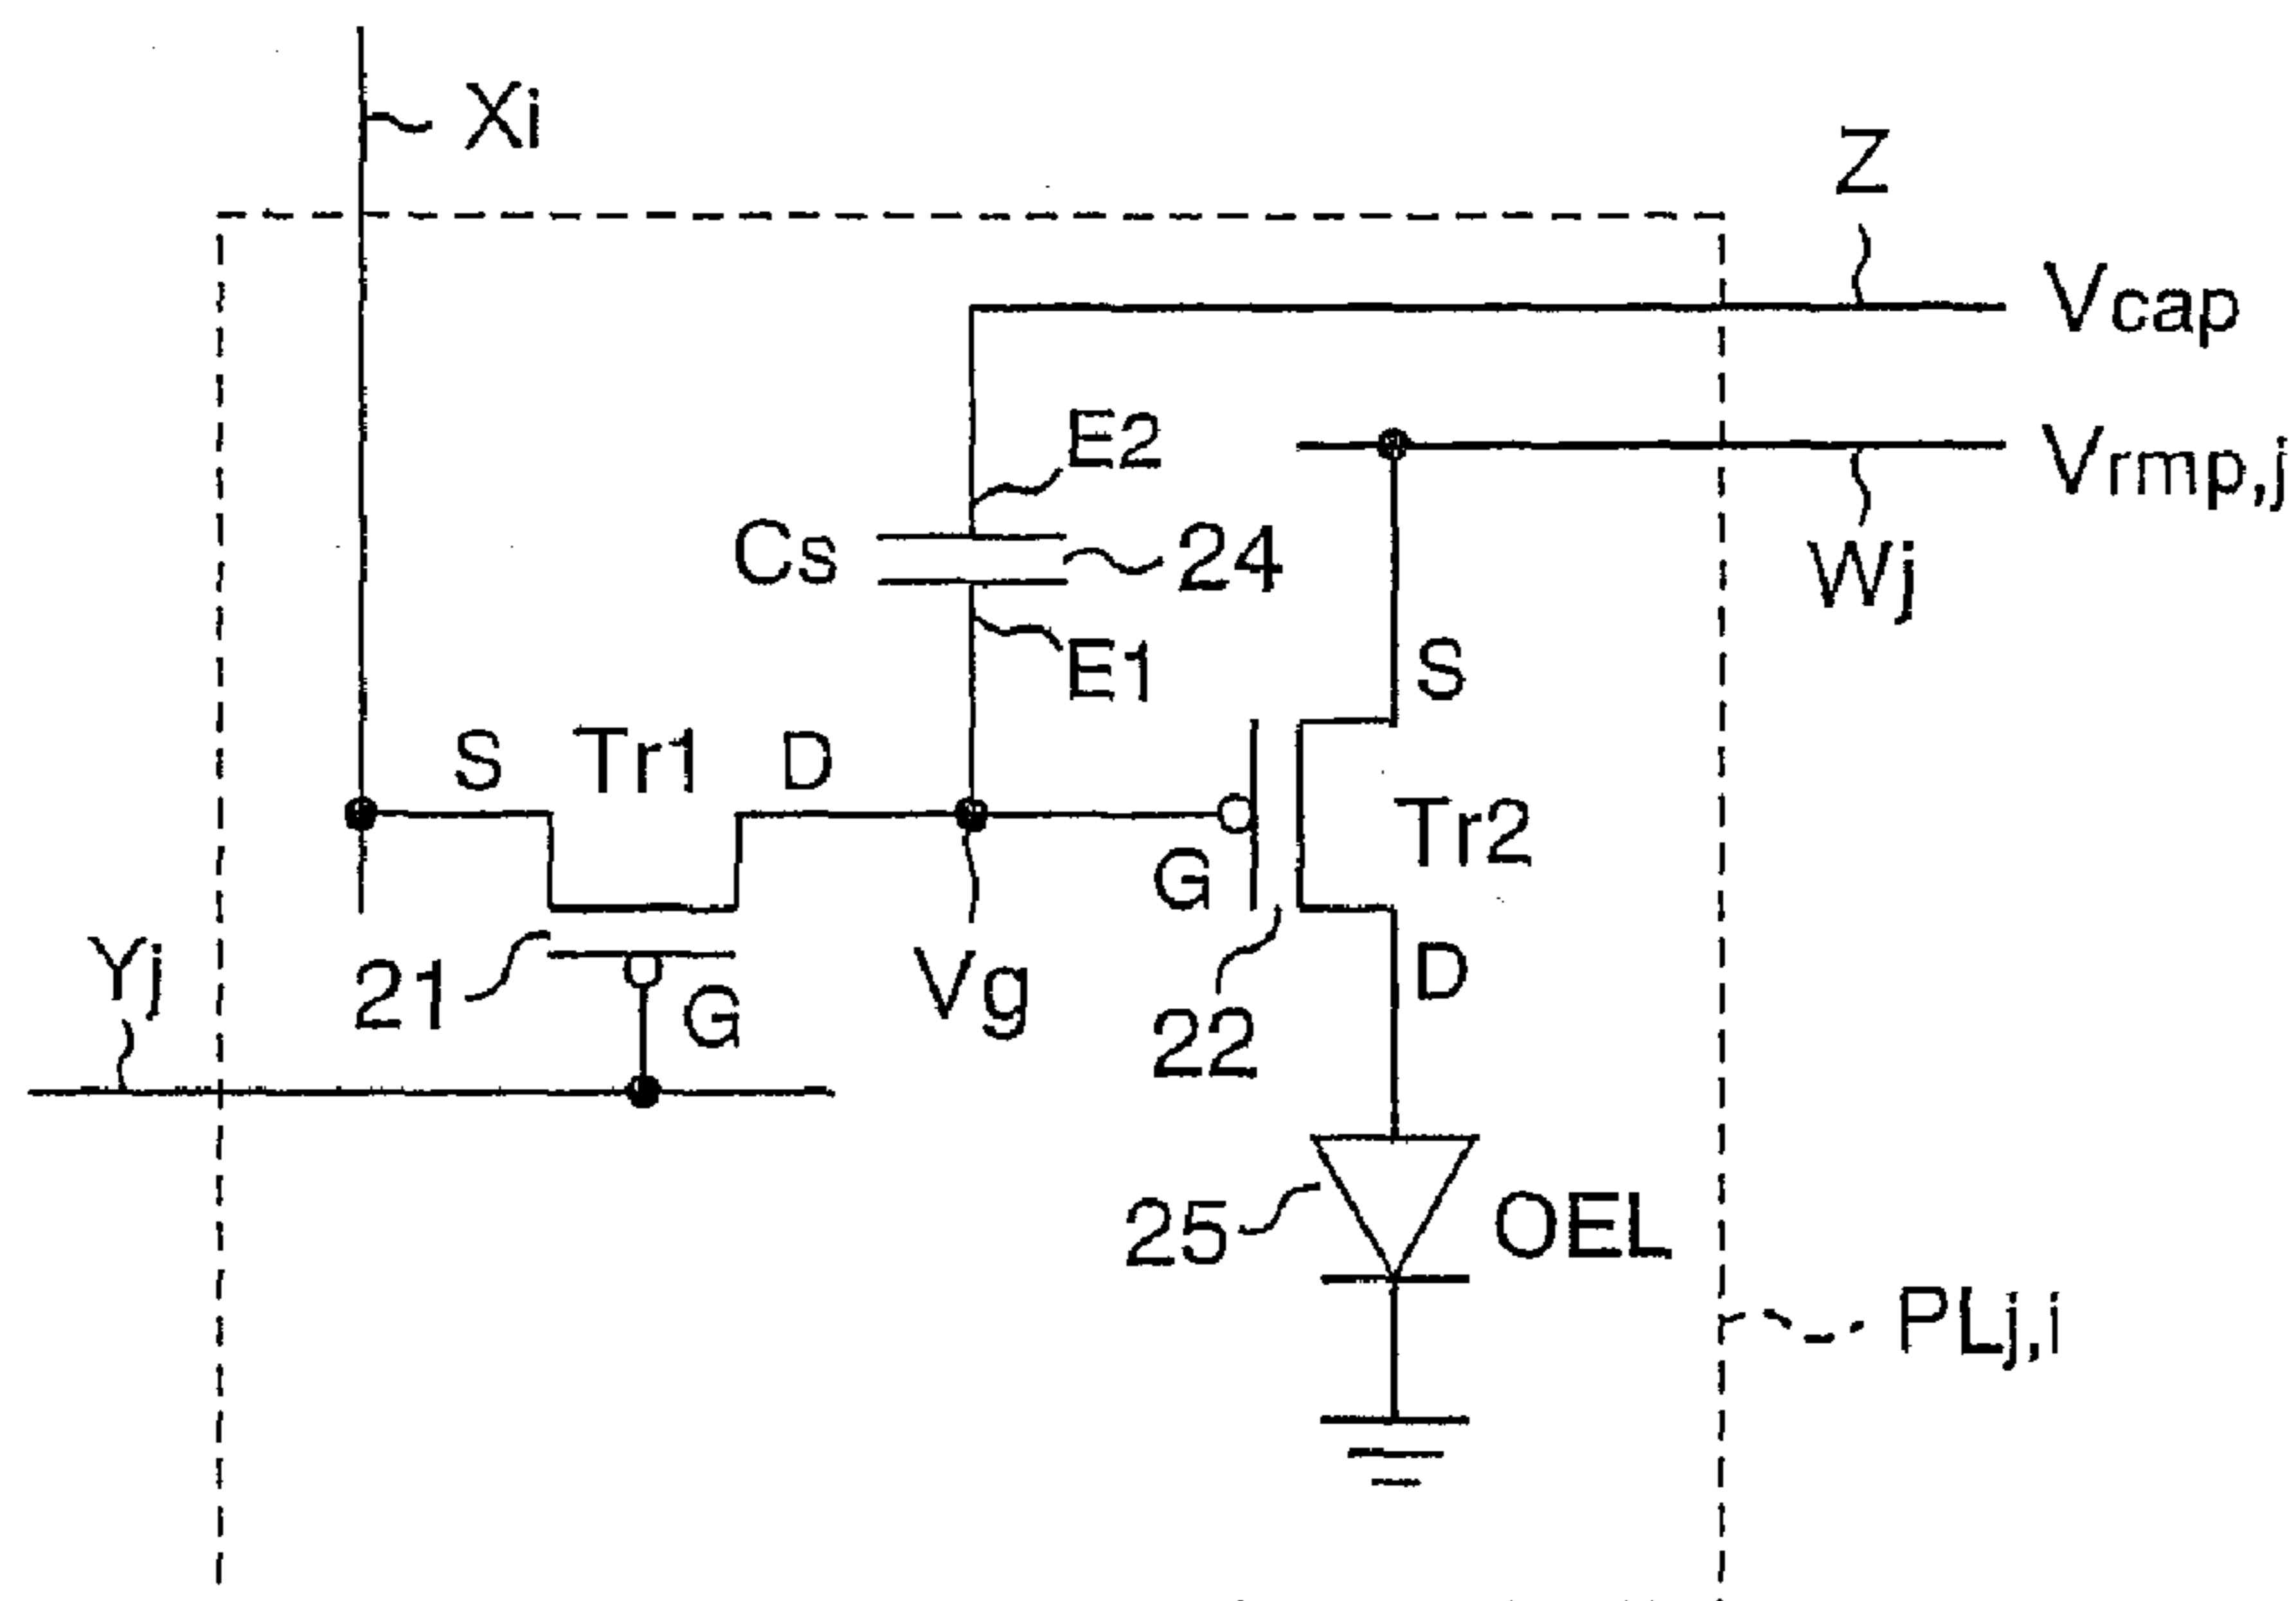 Xi
Z
Vcap
E2
Vrmp,j
Cs
24
Wj
E1
S
S
Tr1
D
Tr2
G
Yj
21
Vg
D
G
22
25
OEL
PLj,i